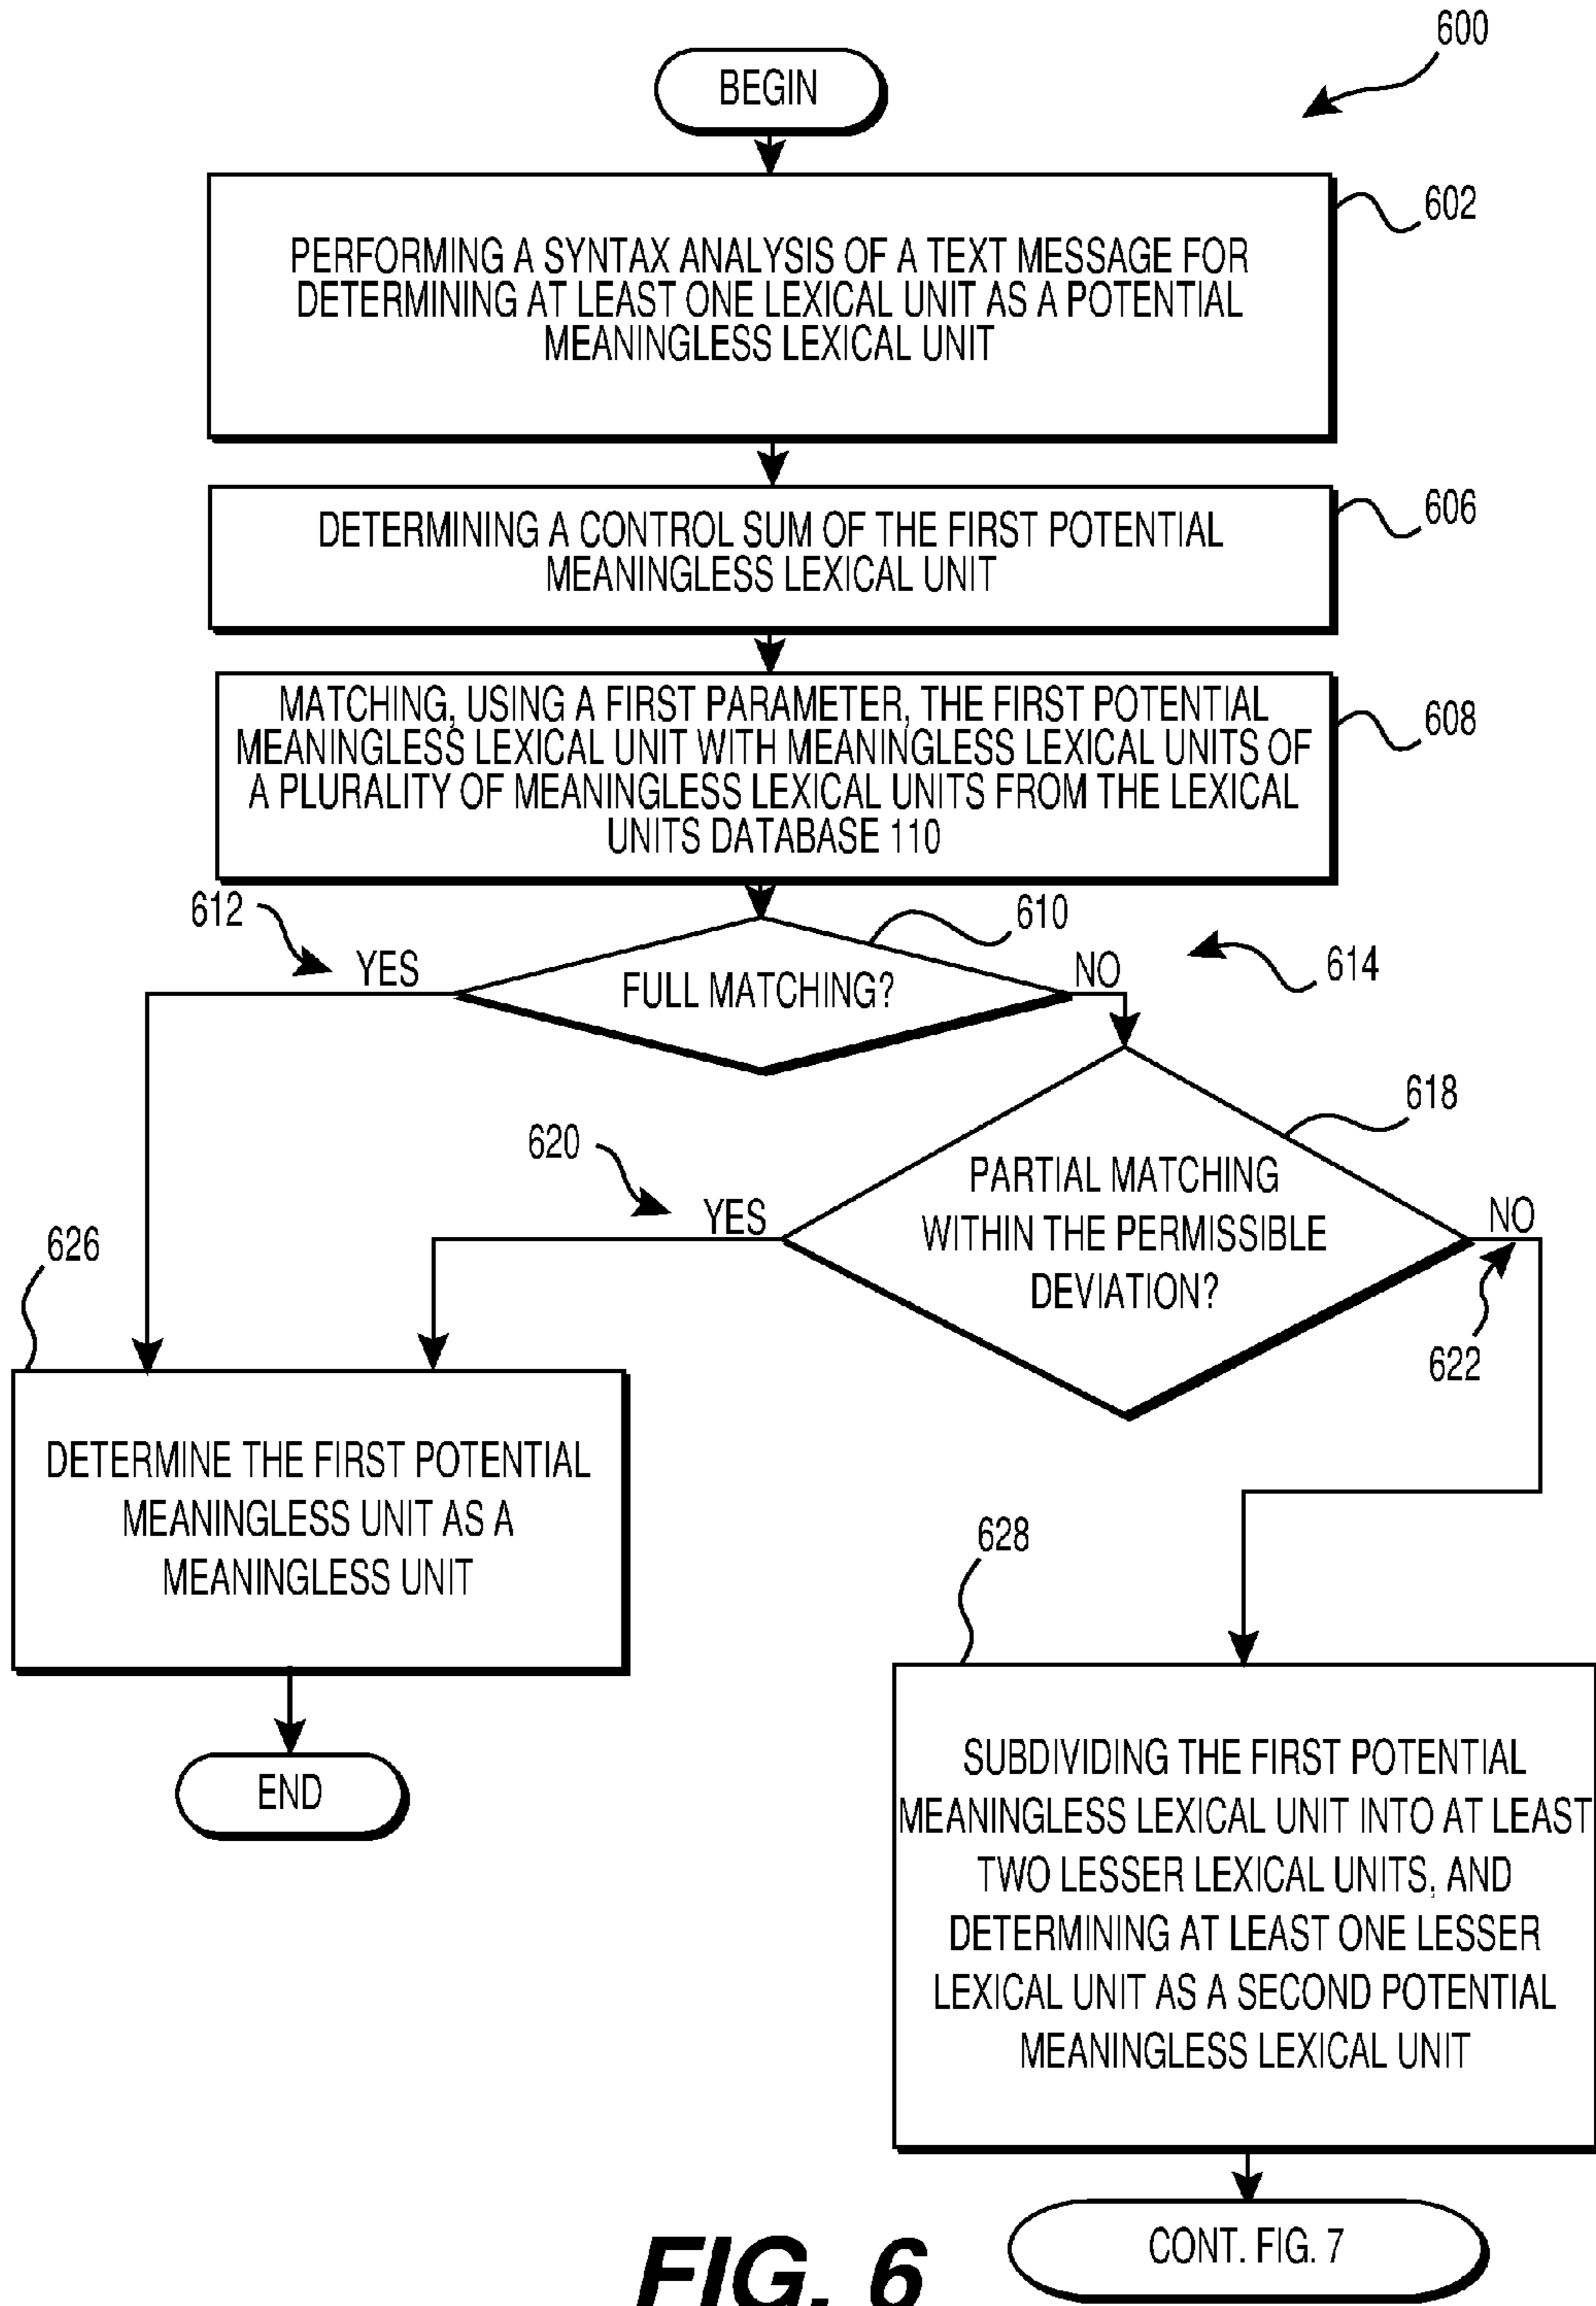 600
BEGIN
602
PERFORMING A SYNTAX ANALYSIS OF A TEXT MESSAGE FOR
DETERMINING AT LEAST ONE LEXICAL UNIT AS A POTENTIAL
MEANINGLESS LEXICAL UNIT
606
DETERMINING A CONTROL SUM OF THE FIRST POTENTIAL
MEANINGLESS LEXICAL UNIT
608
MATCHING, USING A FIRST PARAMETER, THE FIRST POTENTIAL
MEANINGLESS LEXICAL UNIT WITH MEANINGLESS LEXICAL UNITS OF
A PLURALITY OF MEANINGLESS LEXICAL UNITS FROM THE LEXICAL
UNITS DATABASE 110
612
610
YES
FULL MATCHING?
NO
614
618
620
YES
PARTIAL MATCHING
WITHIN THE PERMISSIBLE
DEVIATION?
NO
622
626
DETERMINE THE FIRST POTENTIAL
MEANINGLESS UNIT AS A
MEANINGLESS UNIT
END
628
SUBDIVIDING THE FIRST POTENTIAL
MEANINGLESS LEXICAL UNIT INTO AT LEAST
TWO LESSER LEXICAL UNITS, AND
DETERMINING AT LEAST ONE LESSER
LEXICAL UNIT AS A SECOND POTENTIAL
MEANINGLESS LEXICAL UNIT
CONT. FIG. 7
FIG. 6